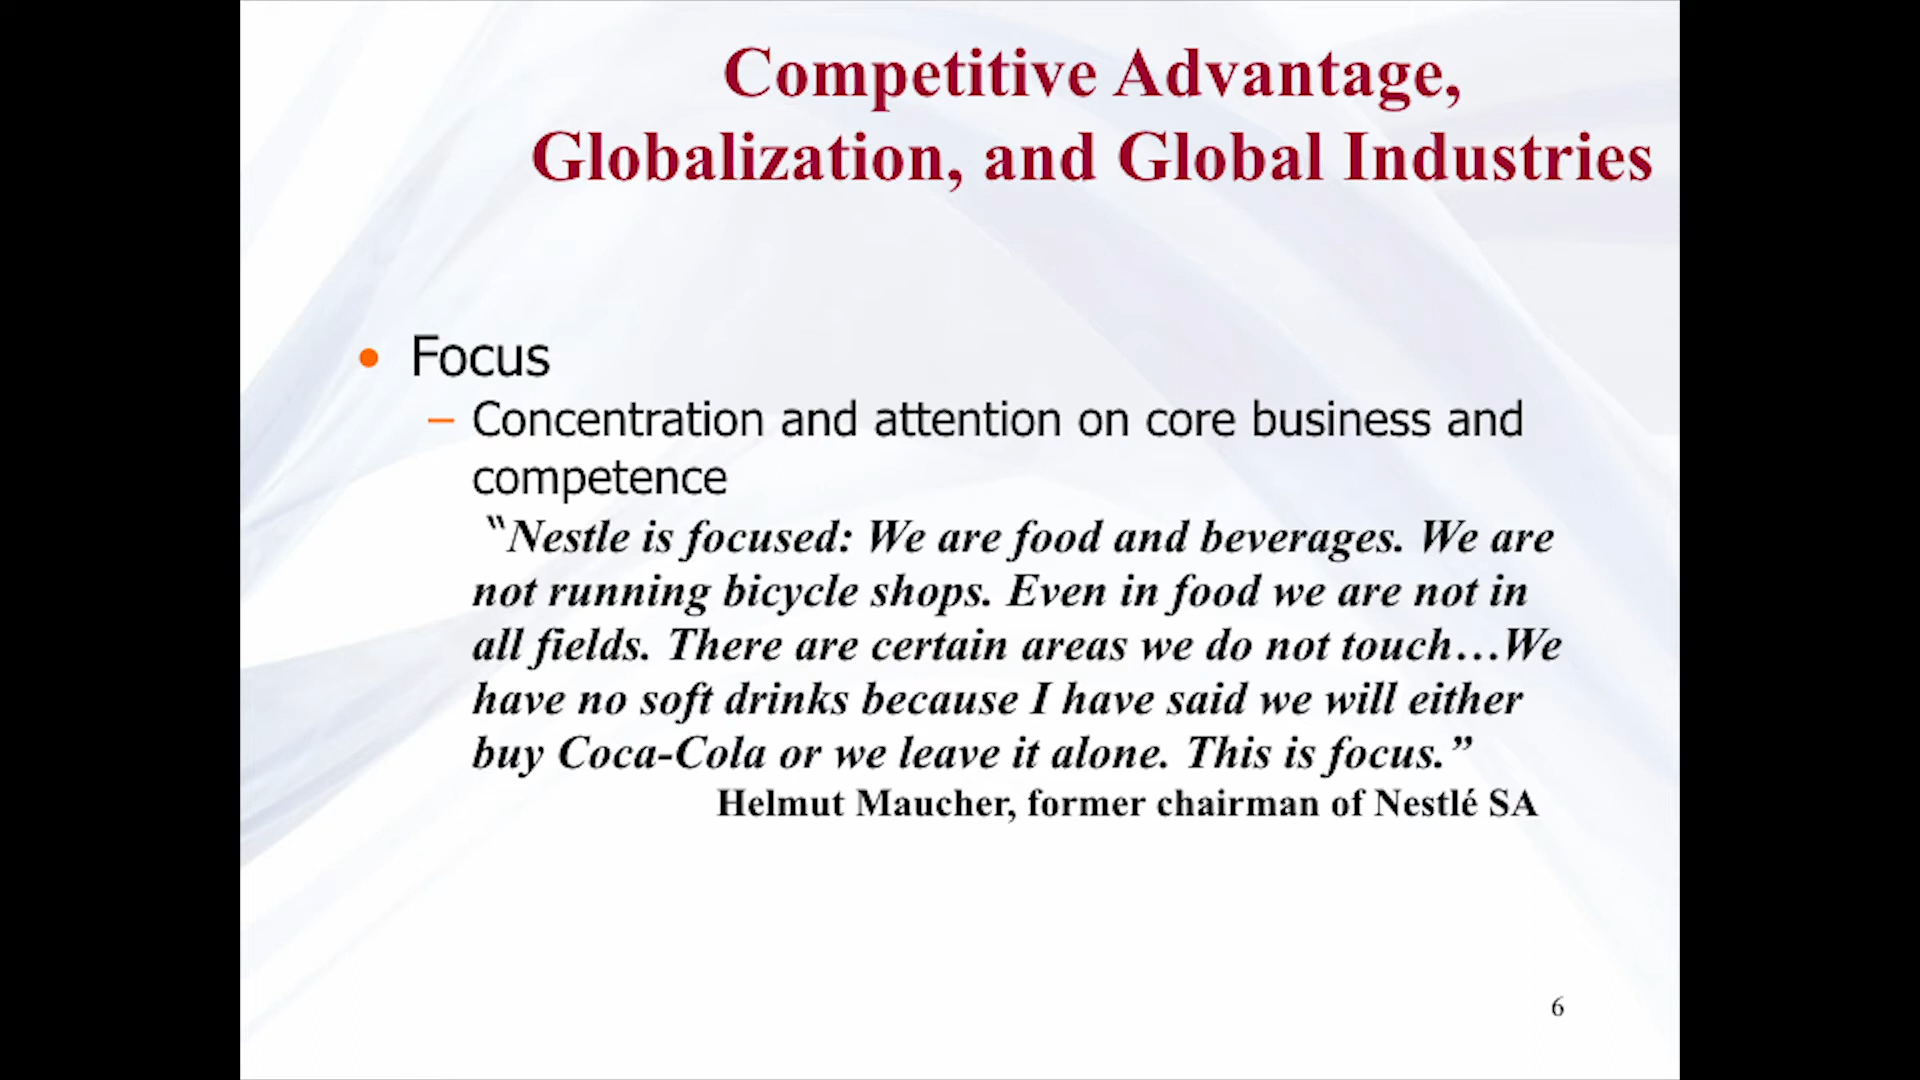 Competitive Advantage,
Globalization, and Global Industries
• Focus
– Concentration and attention on core business and
competence
‟Nestle is focused: We are food and beverages. We are
not running bicycle shops. Even in food we are not in
all fields. There are certain areas we do not touch…We
have no soft drinks because I have said we will either
buy Coca-Cola or we leave it alone. This is focus.”
Helmut Maucher, former chairman of Nestlé SA
6